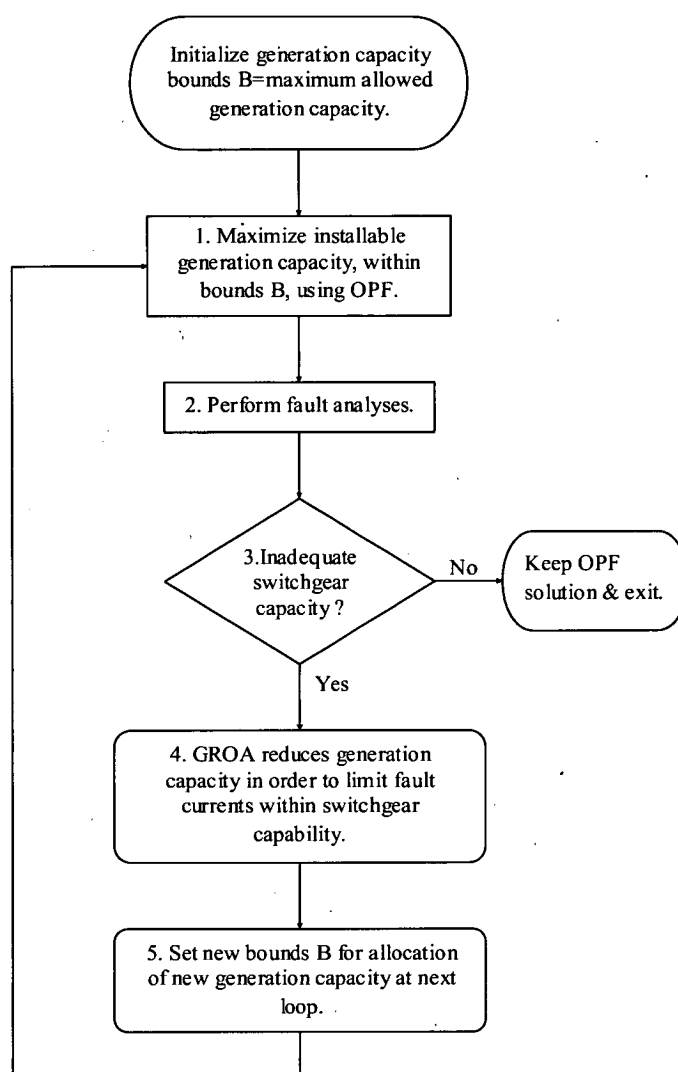 Initialize generation capacity
bounds B=maximum allowed
generation capacity.
1. Maximize installable
generation capacity, within
bounds B, using OPF.
2. Perform fault analyses.
3.Inadequate
switchgear
capacity?
No
Keep OPF
solution & exit.
Yes
4. GROA reduces generation
capacity in order to limit fault
currents within switchgear
capability.
5. Set new bounds B for allocation
of new generation capacity at next
loop.